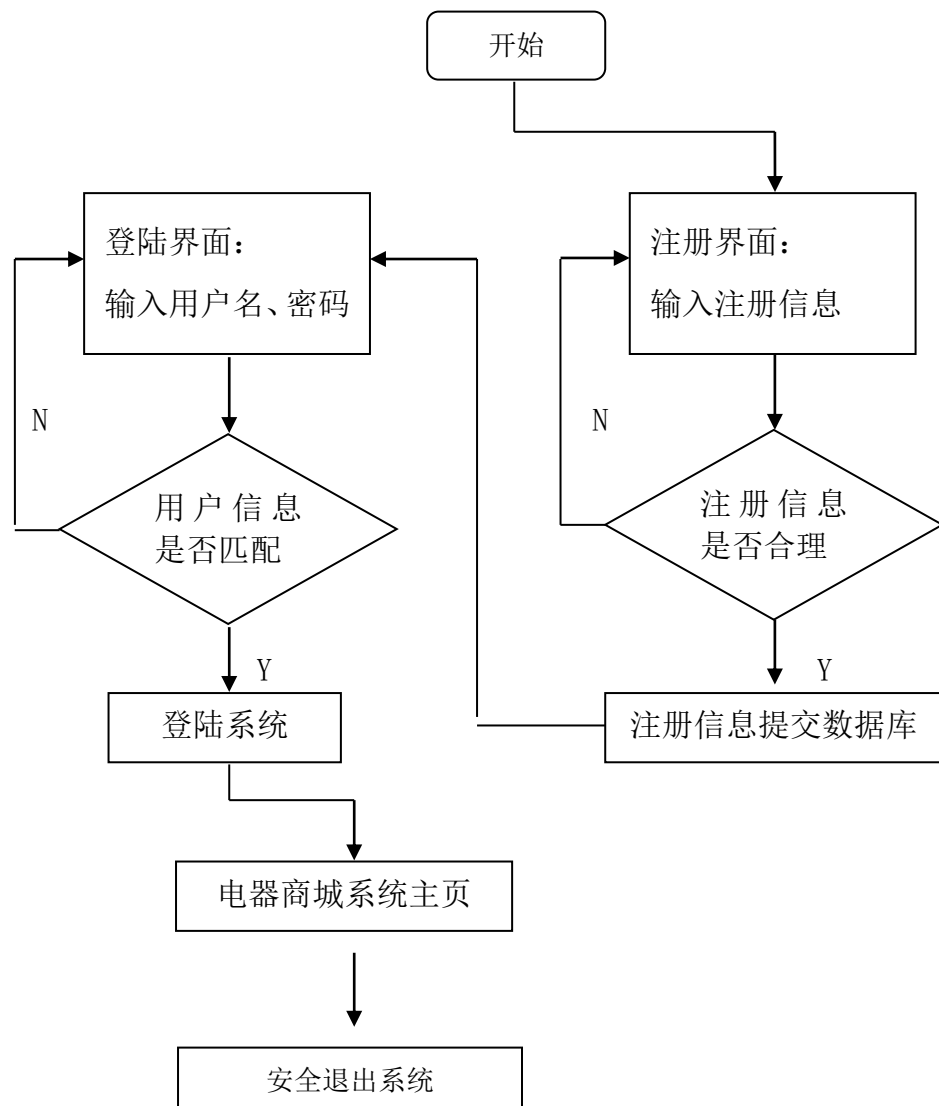 开始
登陆界面：
输入用户名、密码
注册界面：
输入注册信息
N
N
用户信息
是否匹配
注册信息
是否合理
Y
Y
登陆系统
注册信息提交数据库
电器商城系统主页
安全退出系统